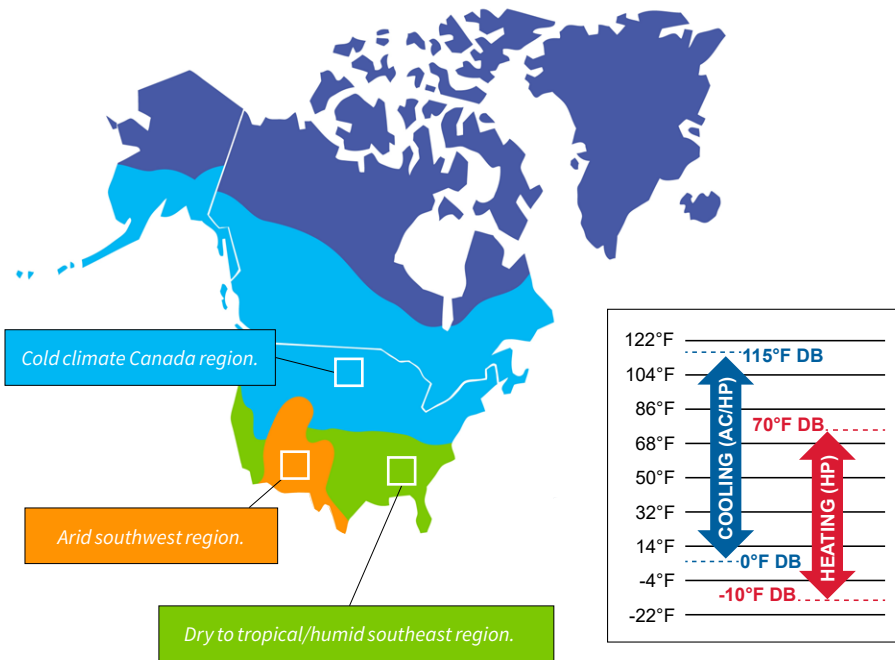 Cold climate Canada region.
Arid southwest region.
Dry to tropical/humid southeast region.
122°F
115°F DB
104°F
86°F
70°F DB
68°F
50°F
32°F
14°F
0°F DB
-4°F
-10°F DB
-22°F
COOLING (AC/HP)
HEATING (HP)